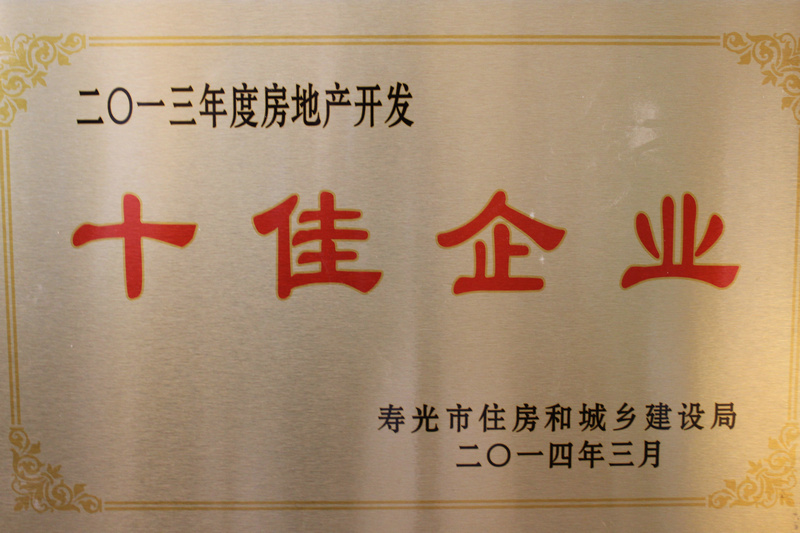 二〇一三年度房地产开发
十佳企业
寿光市住房和城乡建设局
二〇一四年三月